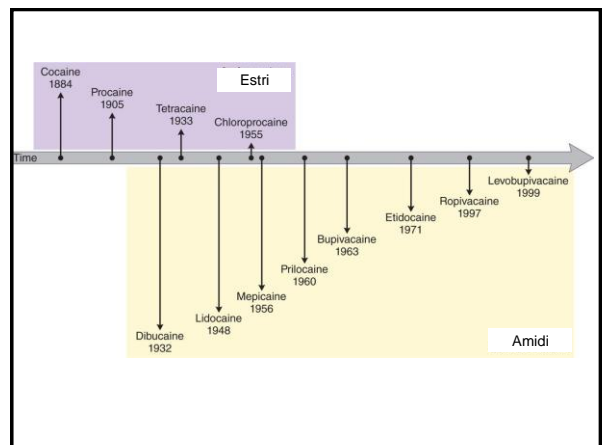 Estri
Cocaine
1884
Procaine
1905
Tetracaine
1933
Chloroprocaine
1955
Time
Levobupivacaine
1999
Ropivacaine
1997
Etidocaine
1971
Bupivacaine
1963
Prilocaine
1960
Mepicaine
1956
Lidocaine
1948
Dibucaine
1932
Amidi